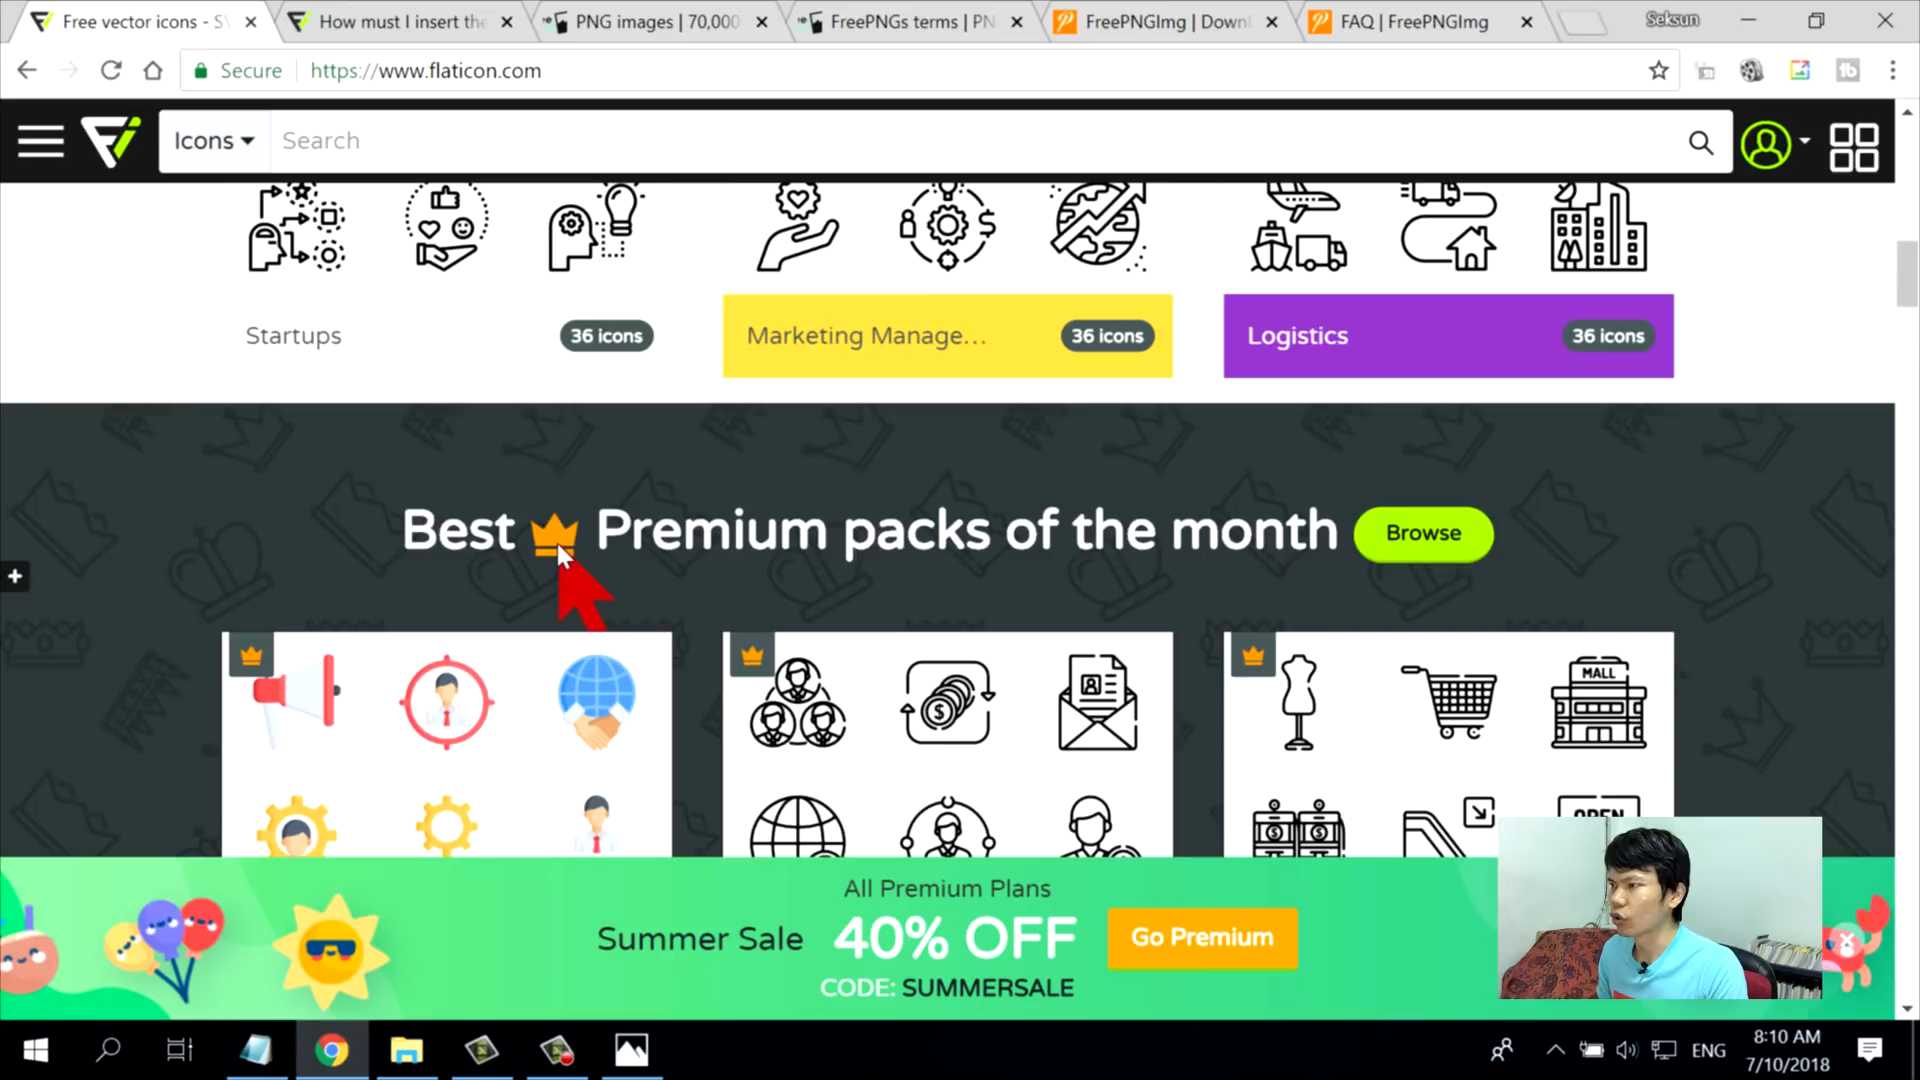 Free vector icons - SV
How must I insert the
PNG images | 70,000
FreePNGs terms | PN
FreePNGImg | Downl
FAQ | FreePNGImg
Seksun
Secure
https://www.flaticon.com
Icons
Search
Startups
36 icons
Marketing Manage...
36 icons
Logistics
36 icons
Best Premium packs of the month
Browse
MALL
OPEN
All Premium Plans
Summer Sale
40% OFF
CODE: SUMMERSALE
Go Premium
ENG
8:10 AM
7/10/2018